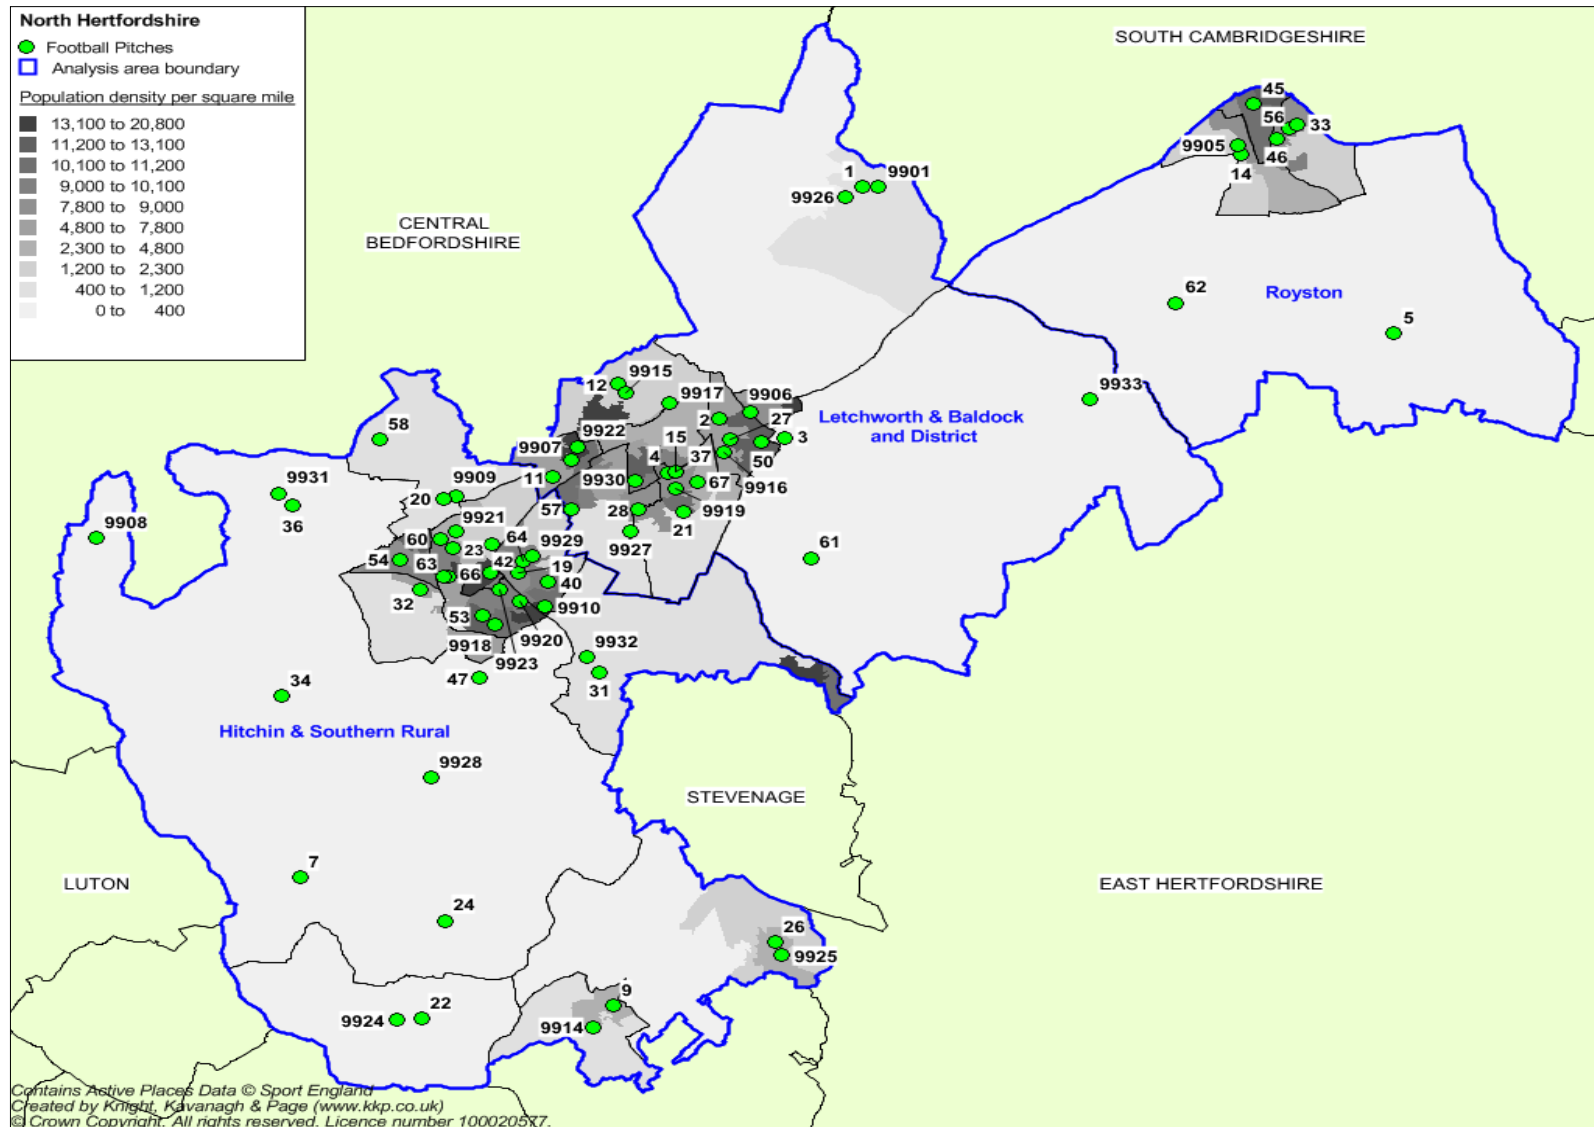 North Hertfordshire
Football Pitches
Analysis area boundary
Population density per square mile
13,100 to 20,800
11,200 to 13,100
10,100 to 11,200
9,000 to 10,100
7,800 to 9,000
4,800 to 7,800
2,300 to 4,800
1,200 to 2,300
400 to 1,200
0 to 400
SOUTH CAMBRIDGESHIRE
45
56
33
9905
46
14
1
9901
9926
CENTRAL
BEDFORDSHIRE
62
Royston
5
9933
12
9915
9917
9906
2
27
Letchworth & Baldock
and District
3
58
9922
9907
15
4
37
50
11
9930
67
9916
9931
9909
20
36
57
28
9919
21
9908
9921
9927
60
64
9929
23
61
54
63
42
19
66
40
32
9910
53
9920
9918
9923
9932
47
31
34
Hitchin & Southern Rural
9928
STEVENAGE
7
LUTON
EAST HERTFORDSHIRE
24
26
9925
9
22
9924
9914
Contains Active Places Data © Sport England
Created by Knight, Kavanagh & Page (www.kkp.co.uk)
© Crown Copyright. All rights reserved. Licence number 100020577.